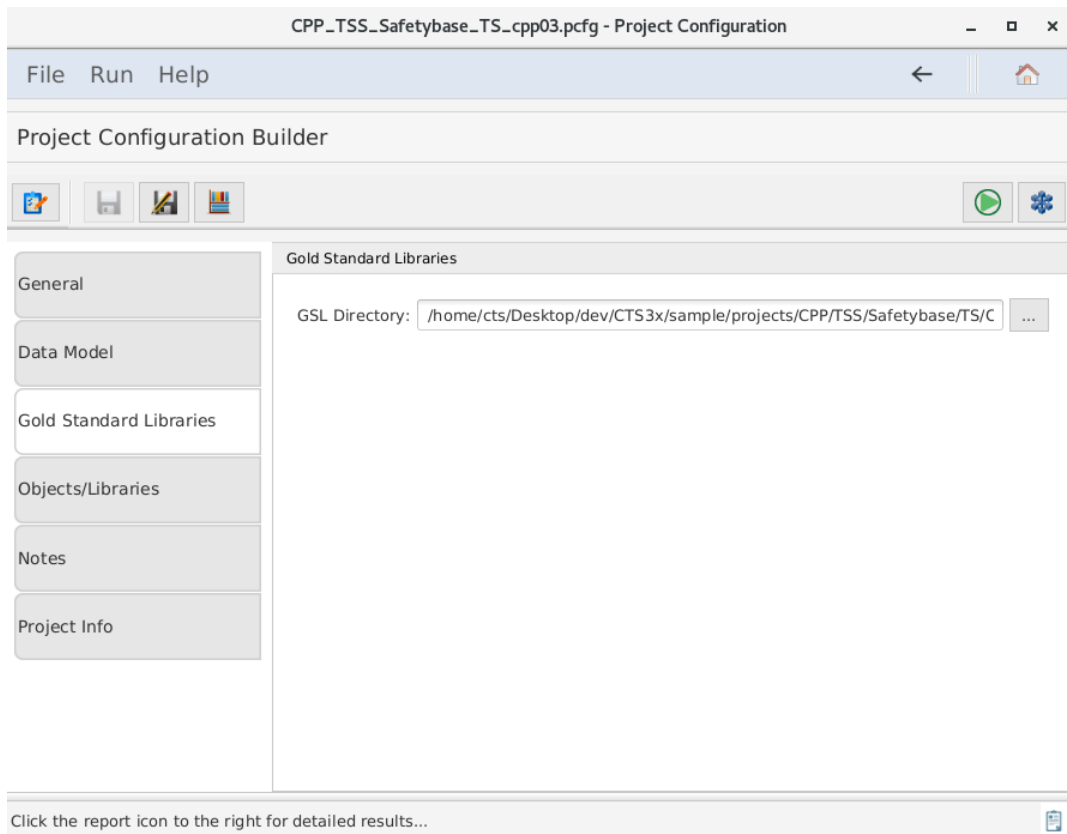 CPP_TSS_Safetybase_TS_cpp03.pcfg - Project Configuration
File Run Help
Project Configuration Builder
General
Data Model
Gold Standard Libraries
Objects/Libraries
Notes
Project Info
Gold Standard Libraries
GSL Directory: /home/cts/Desktop/dev/CTS3x/sample/projects/CPP/TSS/Safetybase/TS/C ...
Click the report icon to the right for detailed results...